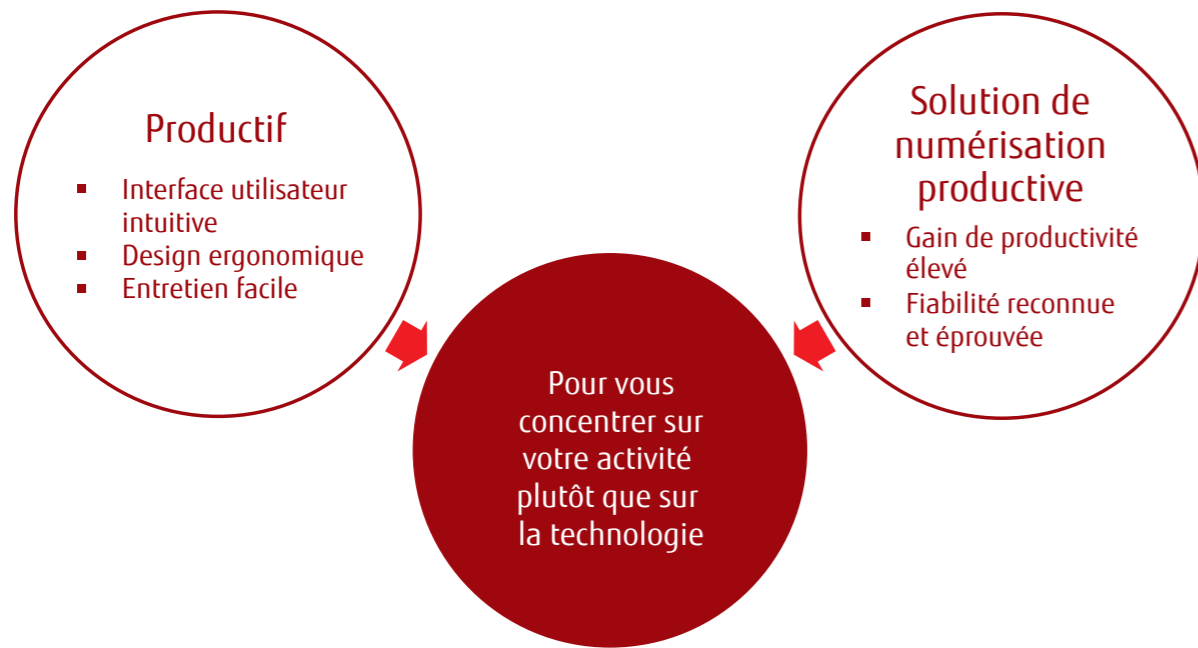 Productif
▪ Interface utilisateur
intuitive
▪ Design ergonomique
▪ Entretien facile
Solution de
numérisation
productive
▪ Gain de productivité
élevé
▪ Fiabilité reconnue
et éprouvée
Pour vous
concentrer sur
votre activité
plutôt que sur
la technologie